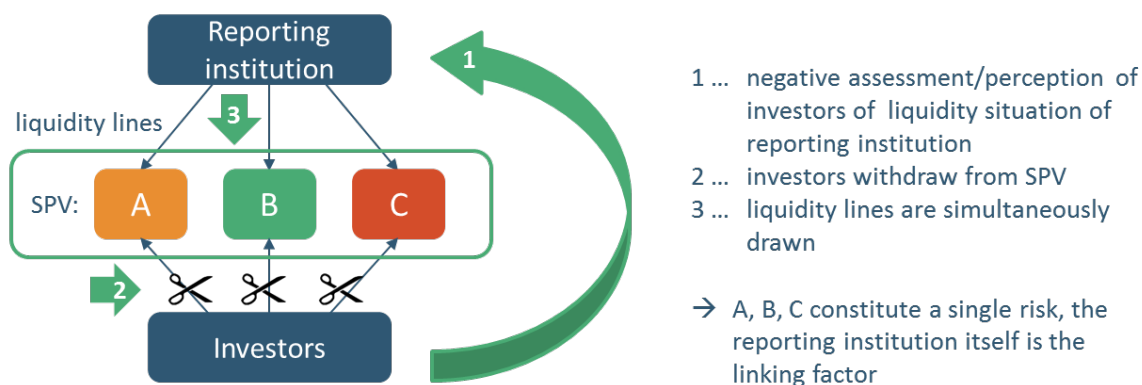 Reporting
institution
1
liquidity lines
3
SPV:
A
B
C
2
Investors
1 ... negative assessment/perception of
investors of liquidity situation of
reporting institution
2 ... investors withdraw from SPV
3 ... liquidity lines are simultaneously
drawn
→ A, B, C constitute a single risk, the
reporting institution itself is the
linking factor